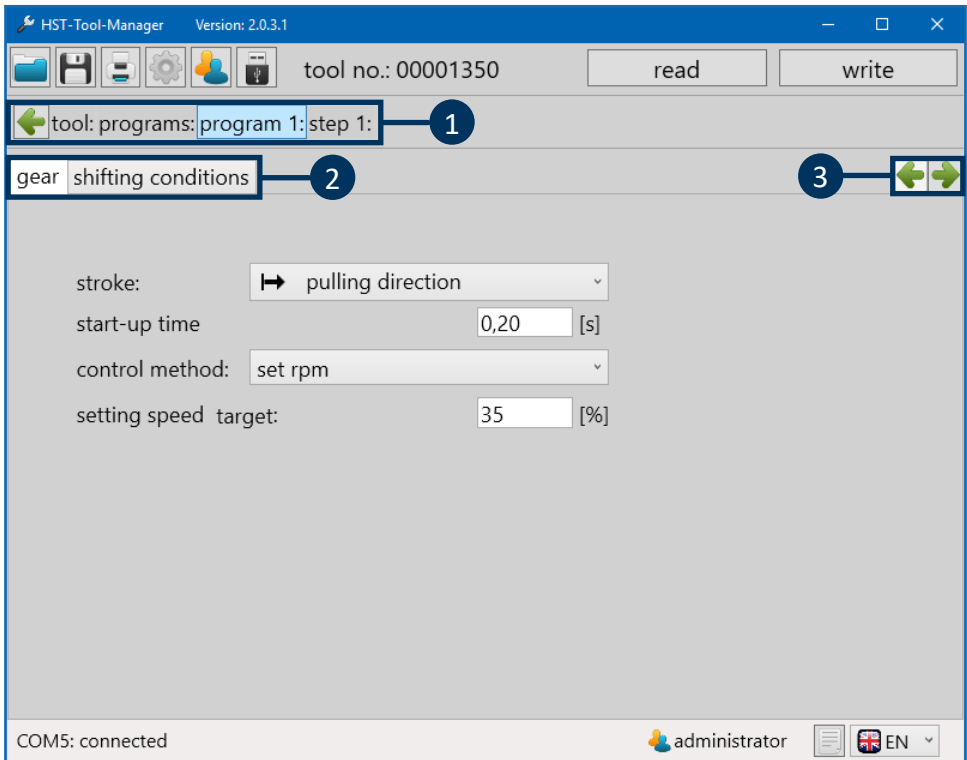 HST-Tool-Manager Version: 2.0.3.1
tool no.: 00001350 read write
tool: programs: program 1: step 1: 1
gear shifting conditions 2 3
stroke: pulling direction
start-up time 0,20 [s]
control method: set rpm
setting speed target: 35 [%]
COM5: connected administrator EN